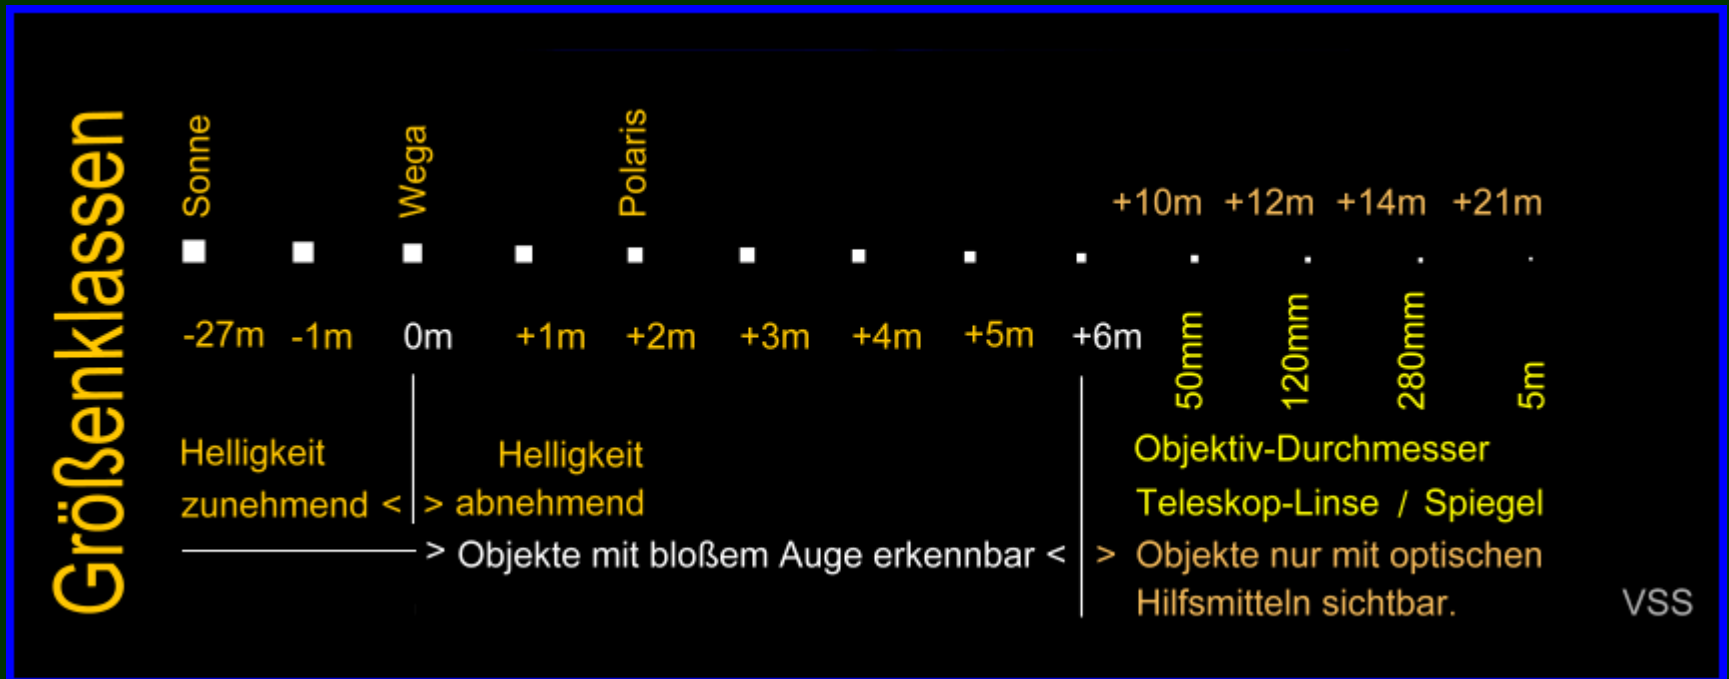 Größenklassen
Sonne
Wega
Polaris
+10m +12m +14m +21m
-27m -1m 0m +1m +2m +3m +4m +5m +6m
50mm
120mm
280mm
5m
Helligkeit
zunehmend <
Helligkeit
> abnehmend
> Objekte mit bloßem Auge erkennbar <
Objektiv-Durchmesser
Teleskop-Linse / Spiegel
> Objekte nur mit optischen
Hilfsmitteln sichtbar.
VSS